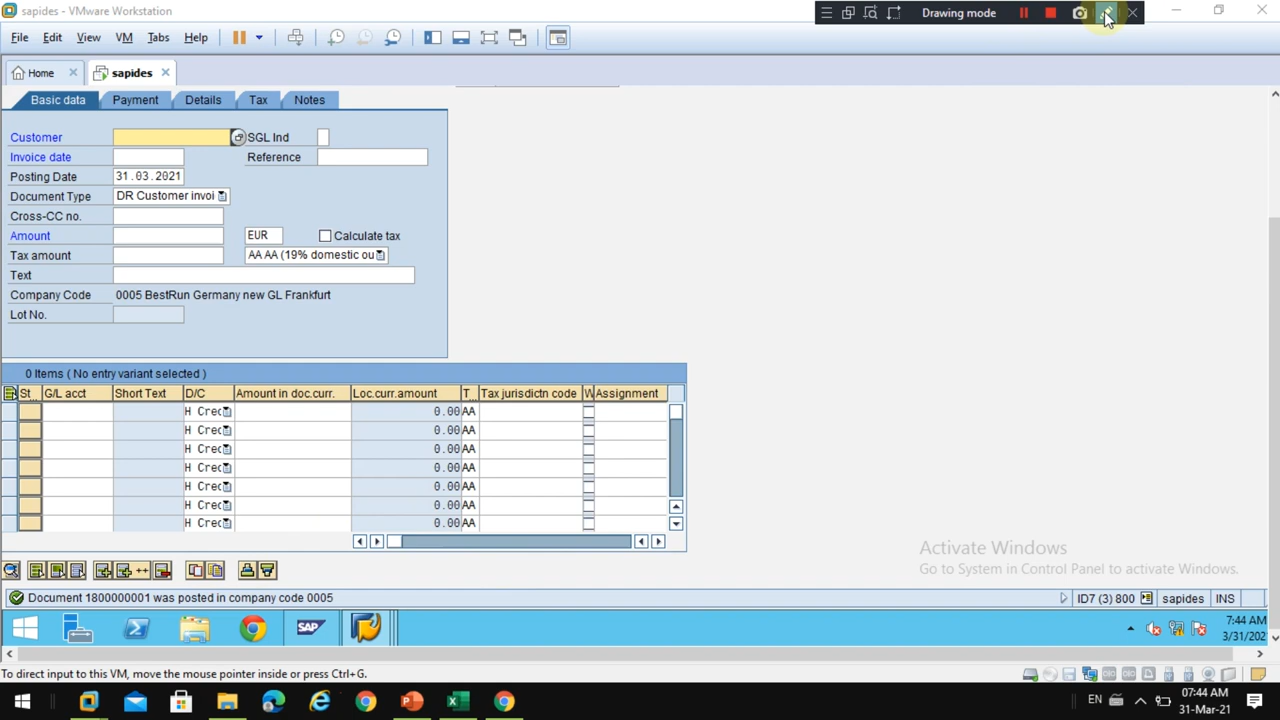 sapides - VMware Workstation
Drawing mode
File Edit View VM Tabs Help
Home sapides
Basic data Payment Details Tax Notes
Customer SGL Ind
Invoice date Reference
Posting Date 31.03.2021
Document Type DR Customer invoi
Cross-CC no.
Amount EUR Calculate tax
Tax amount AA AA (19% domestic ou
Text
Company Code 0005 BestRun Germany new GL Frankfurt
Lot No.
0 Items ( No entry variant selected )
St... G/L acct Short Text D/C Amount in doc.curr. Loc.curr.amount T... Tax jurisdictn code W Assignment
H Crec 0.00 AA
H Crec 0.00 AA
H Crec 0.00 AA
H Crec 0.00 AA
H Crec 0.00 AA
H Crec 0.00 AA
H Crec 0.00 AA
Activate Windows
Go to System in Control Panel to activate Windows.
Document 1800000001 was posted in company code 0005 ID7 (3) 800 sapides INS
SAP
7:44 AM
3/31/202
To direct input to this VM, move the mouse pointer inside or press Ctrl+G.
EN 07:44 AM
31-Mar-21